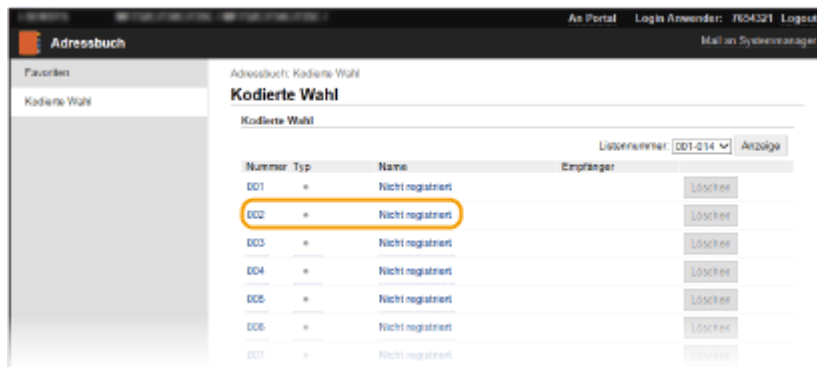 An Portal Login Anwender: 7654321 Logout
Adressbuch Mail an Systemmanager
Favoriten
Kodierte Wahl
Adressbuch: Kodierte Wahl
Kodierte Wahl
Kodierte Wahl
Listennummer: 001-014 Anzeige
Nummer Typ Name Empfänger
001 Nicht registriert Löschen
002 Nicht registriert Löschen
003 Nicht registriert Löschen
004 Nicht registriert Löschen
005 Nicht registriert Löschen
006 Nicht registriert Löschen
007 Nicht registriert Löschen